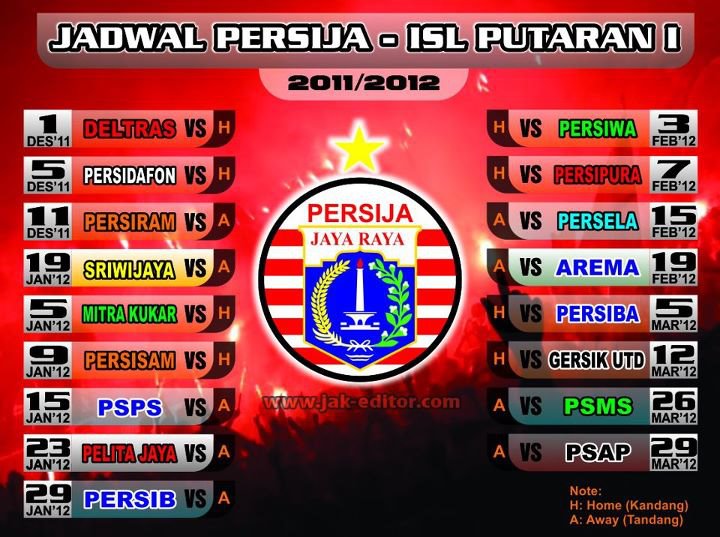 JADWAL PERSIJA - ISL PUTARAN I
2011/2012
1 DES'11 DELTRAS VS H
5 DES'11 PERSIDAFON VS H
11 DES'11 PERSIRAM VS A
19 JAN'12 SRIWIJAYA VS A
5 JAN'12 MITRA KUKAR VS H
9 JAN'12 PERSISAM VS H
15 JAN'12 PSPS VS A
23 JAN'12 PELITA JAYA VS A
29 JAN'12 PERSIB VS A
PERSIJA
JAYA RAYA
www.jak-editor.com
H VS PERSIWA 3 FEB'12
H VS PERSIPURA 7 FEB'12
A VS PERSELA 15 FEB'12
A VS AREMA 19 FEB'12
H VS PERSIBA 5 MAR'12
H VS GERSIK UTD 12 MAR'12
A VS PSMS 26 MAR'12
A VS PSAP 29 MAR'12
Note:
H: Home (Kandang)
A: Away (Tandang)